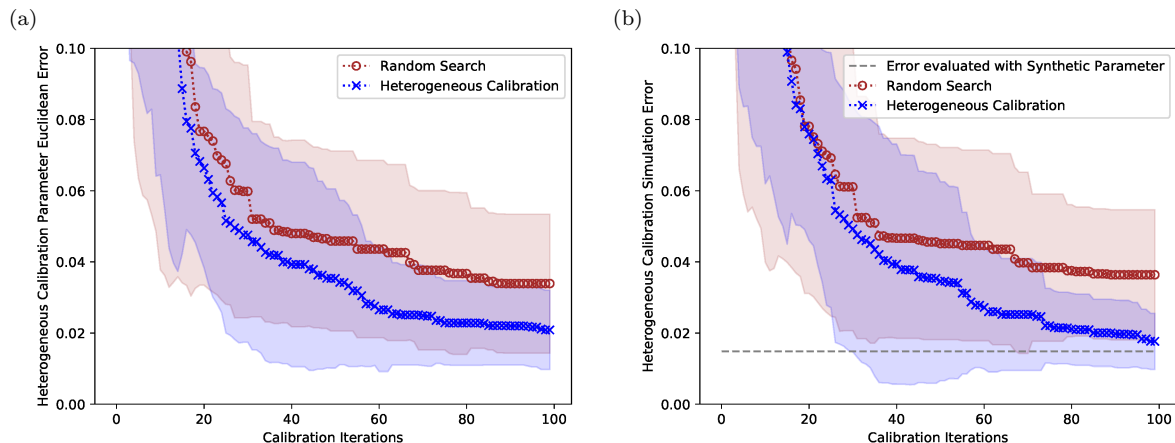 (a)
Heterogeneous Calibration Parameter Euclidean Error
0.10
0.08
0.06
0.04
0.02
0.00
Random Search
Heterogeneous Calibration
0
20
40
60
80
100
Calibration Iterations
(b)
Heterogeneous Calibration Simulation Error
0.10
0.08
0.06
0.04
0.02
0.00
Error evaluated with Synthetic Parameter
Random Search
Heterogeneous Calibration
0
20
40
60
80
100
Calibration Iterations